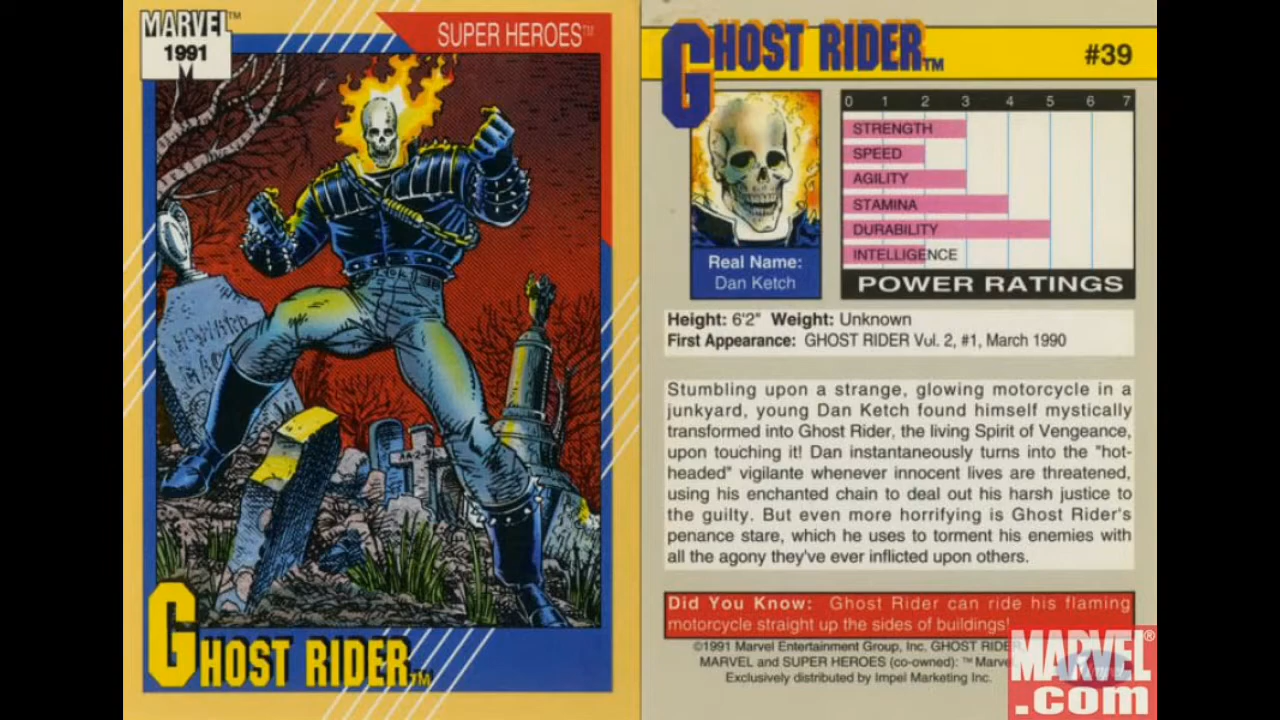 MARVEL™
1991
SUPER HEROES™
GHOST RIDER™
GHOST RIDER™
#39
Real Name:
Dan Ketch
0 1 2 3 4 5 6 7
STRENGTH
SPEED
AGILITY
STAMINA
DURABILITY
INTELLIGENCE
POWER RATINGS
Height: 6'2" Weight: Unknown
First Appearance: GHOST RIDER Vol. 2, #1, March 1990
Stumbling upon a strange, glowing motorcycle in a
junkyard, young Dan Ketch found himself mystically
transformed into Ghost Rider, the living Spirit of Vengeance,
upon touching it! Dan instantaneously turns into the "hot-
headed" vigilante whenever innocent lives are threatened,
using his enchanted chain to deal out his harsh justice to
the guilty. But even more horrifying is Ghost Rider's
penance stare, which he uses to torment his enemies with
all the agony they've ever inflicted upon others.
Did You Know: Ghost Rider can ride his flaming
motorcycle straight up the sides of buildings!
©1991 Marvel Entertainment Group, Inc. GHOST RIDER
MARVEL and SUPER HEROES (co-owned): ™ Marvel
Exclusively distributed by Impel Marketing Inc.
MARVEL®
.com